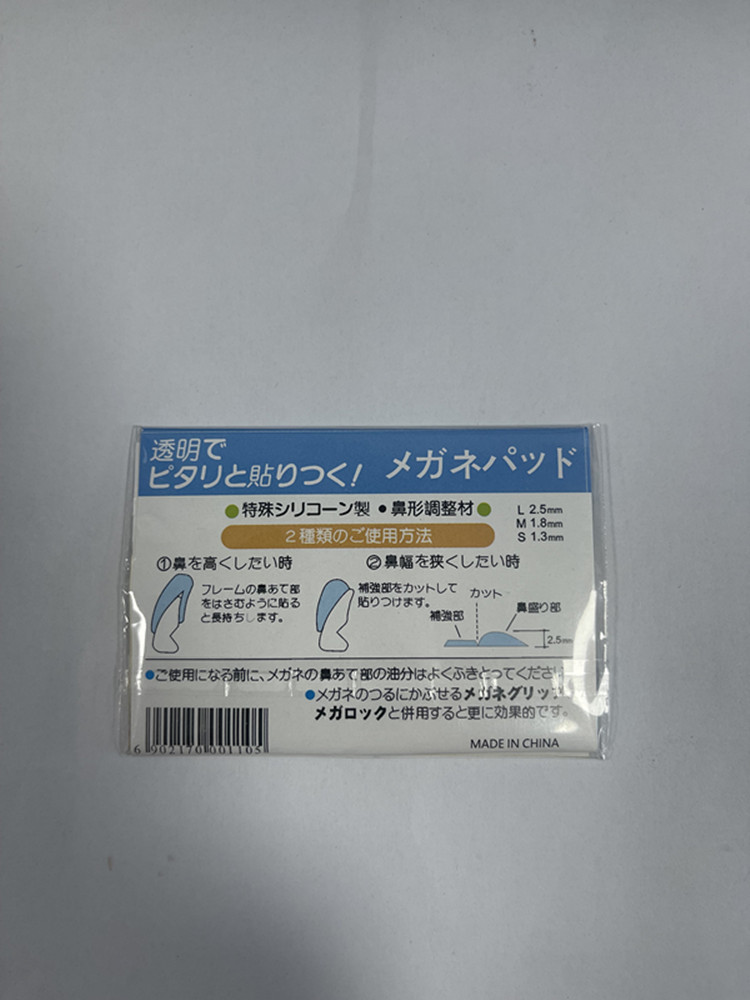 透明で
ピタリと貼りつく!
メガネパッド
●特殊シリコーン製●鼻形調整材●
L 2.5mm
M 1.8mm
S 1.3mm
2種類のご使用方法
①鼻を高くしたい時
フレームの鼻あて部
をはさむように貼る
と長持ちします。
②鼻幅を狭くしたい時
補強部をカットして
貼りつけます。
カット
補強部
鼻盛り部
2.5mm
●ご使用になる前に、メガネの鼻あて部の油分はよくふきとってください
●メガネのつるにかぶせるメガネグリップ
メガロックと併用すると更に効果的です。
6 902170 001105
MADE IN CHINA